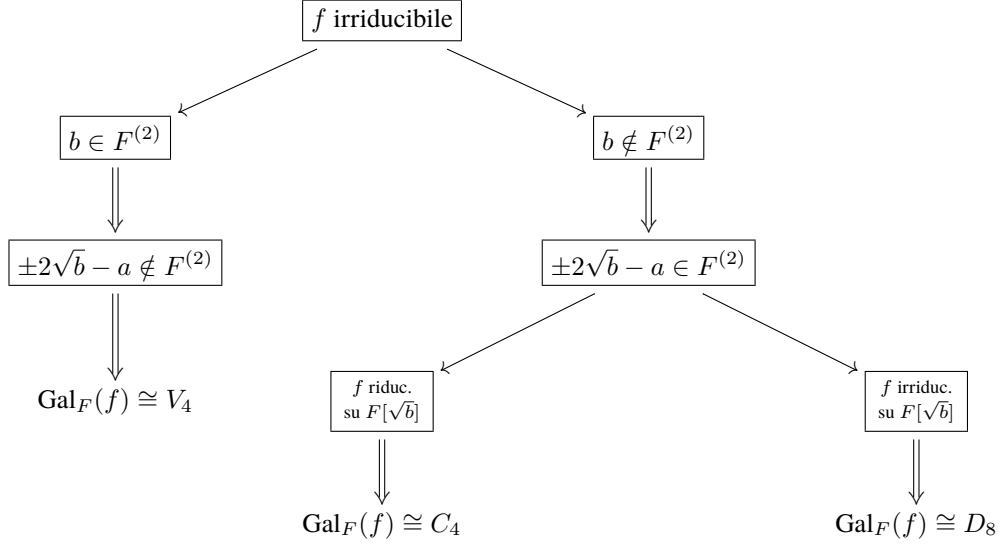 f irriducibile
b ∈ F^{(2)}
b ∉ F^{(2)}
±2√b − a ∉ F^{(2)}
±2√b − a ∈ F^{(2)}
Gal_F(f) ≅ V_4
f riduc.
su F[√b]
f irriduc.
su F[√b]
Gal_F(f) ≅ C_4
Gal_F(f) ≅ D_8